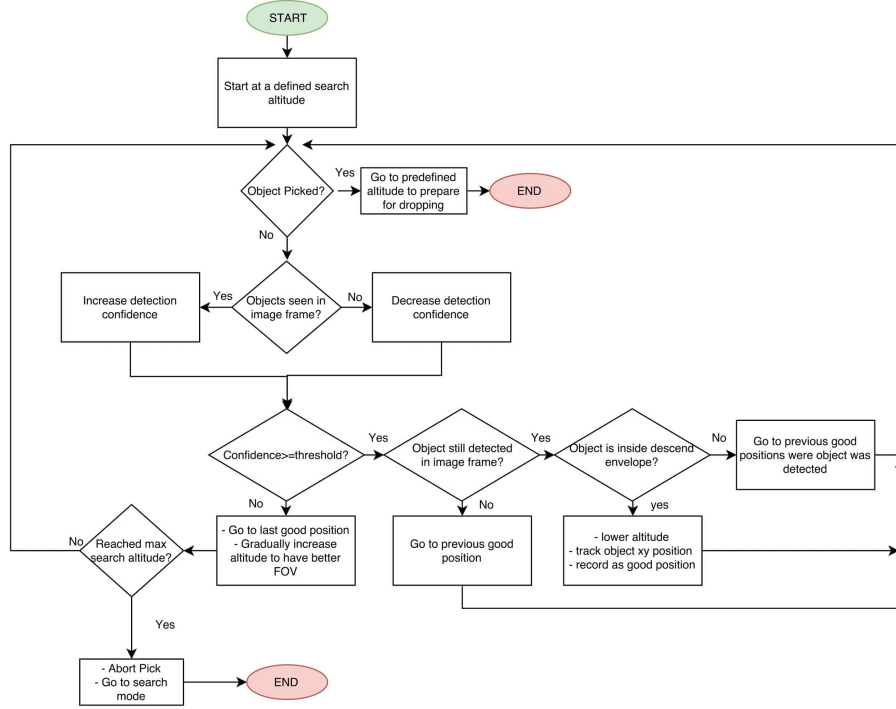 START
Start at a defined search
altitude
Object Picked?
Yes
Go to predefined
altitude to prepare
for dropping
END
No
Increase detection
confidence
Yes
Objects seen in
image frame?
No
Decrease detection
confidence
Confidence>=threshold?
Yes
Object still detected
in image frame?
Yes
Object is inside descend
envelope?
No
Go to previous good
positions were object was
detected
No
No
yes
No
Reached max
search altitude?
- Go to last good position
- Gradually increase
altitude to have better
FOV
Go to previous good
position
- lower altitude
- track object xy position
- record as good position
Yes
- Abort Pick
- Go to search
mode
END